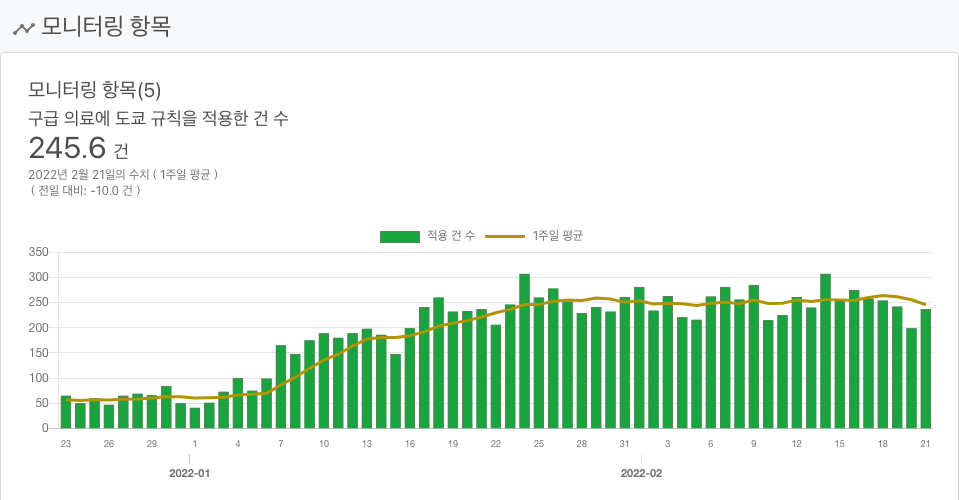 모니터링 항목
모니터링 항목(5)
구급 의료에 도쿄 규칙을 적용한 건 수
245.6 건
2022년 2월 21일의 수치 ( 1주일 평균 )
( 전일 대비: -10.0 건 )
적용 건 수 1주일 평균
350
300
250
200
150
100
50
0
23 26 29 1 4 7 10 13 16 19 22 25 28 31 3 6 9 12 15 18 21
2022-01 2022-02